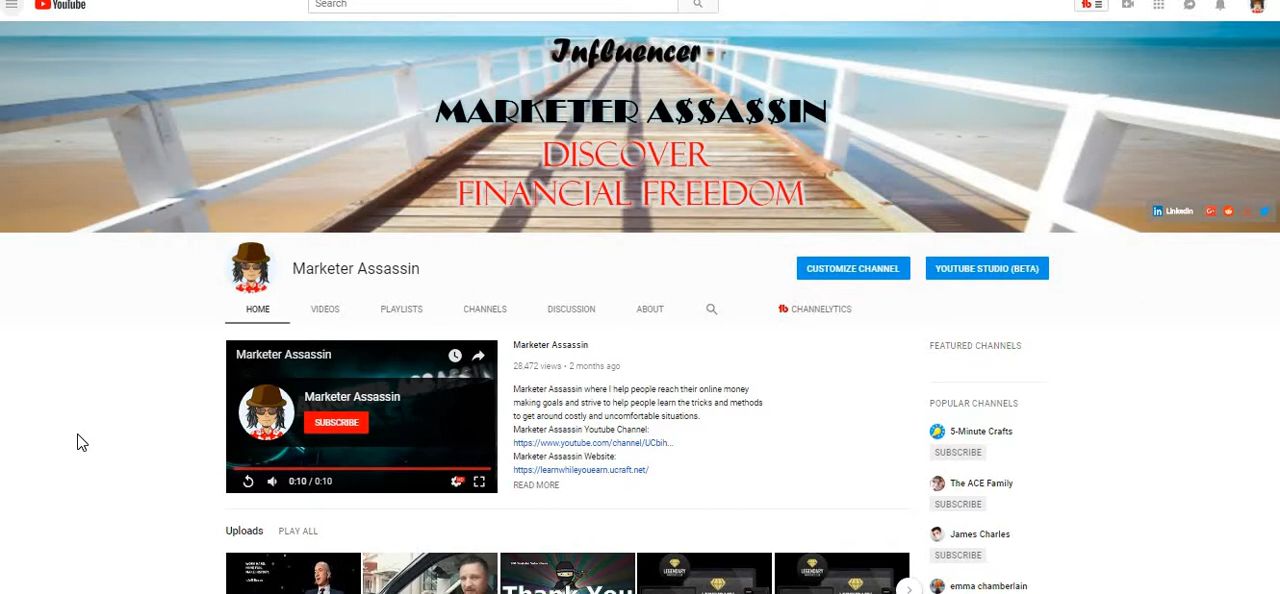 YouTube
Search
Influencer
MARKETER A$$A$$IN
DISCOVER
FINANCIAL FREEDOM
in Linkedin
Marketer Assassin
CUSTOMIZE CHANNEL
YOUTUBE STUDIO (BETA)
HOME VIDEOS PLAYLISTS CHANNELS DISCUSSION ABOUT CHANNELYTICS
Marketer Assassin
Marketer Assassin
SUBSCRIBE
0:10 / 0:10
Marketer Assassin
28,472 views • 2 months ago
Marketer Assassin where I help people reach their online money
making goals and strive to help people learn the tricks and methods
to get around costly and uncomfortable situations.
Marketer Assassin Youtube Channel:
https://www.youtube.com/channel/UCbih...
Marketer Assassin Website:
https://learnwhileyouearn.ucraft.net/
READ MORE
FEATURED CHANNELS
POPULAR CHANNELS
5-Minute Crafts
SUBSCRIBE
The ACE Family
SUBSCRIBE
James Charles
SUBSCRIBE
emma chamberlain
Uploads PLAY ALL
Thank You
LEGENDARY
LEGENDARY